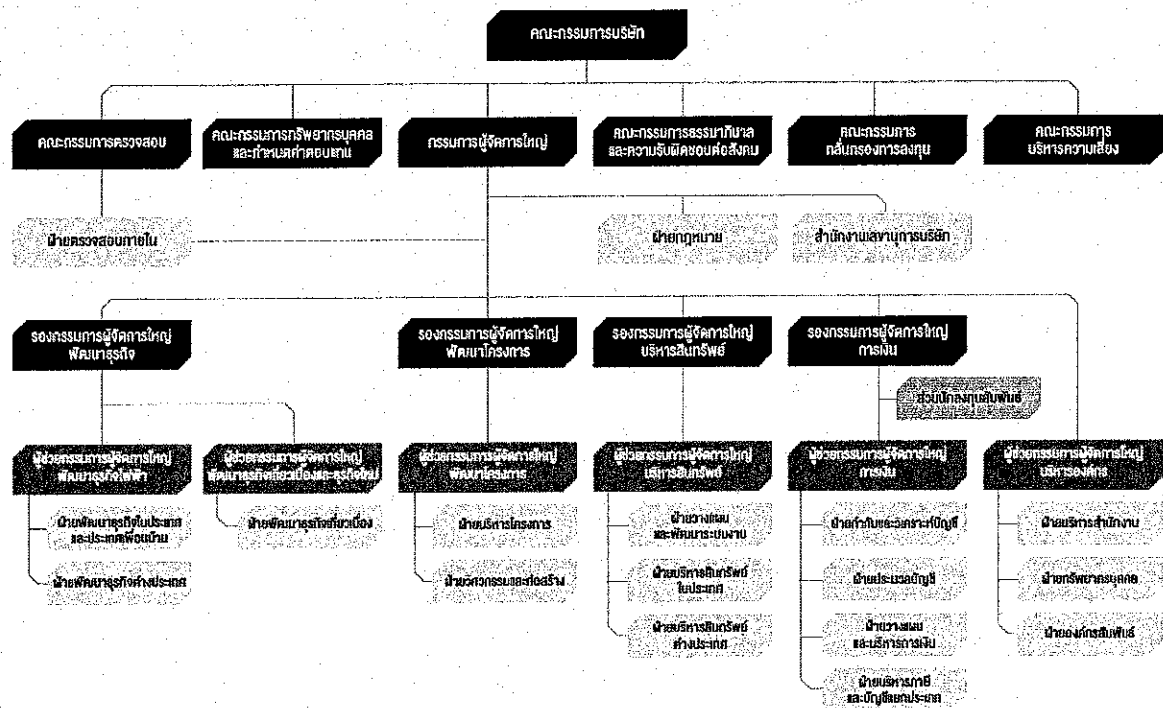 คณะกรรมการบริษัท
คณะกรรมการตรวจสอบ
คณะกรรมการทรัพยากรบุคคล
และกำหนดค่าตอบแทน
กรรมการผู้จัดการใหญ่
คณะกรรมการธรรมาภิบาล
และความรับผิดชอบต่อสังคม
คณะกรรมการ
กลั่นกรองการลงทุน
คณะกรรมการ
บริหารความเสี่ยง
ฝ่ายตรวจสอบภายใน
ฝ่ายกฎหมาย
สำนักงานเลขานุการบริษัท
รองกรรมการผู้จัดการใหญ่
พัฒนาธุรกิจ
รองกรรมการผู้จัดการใหญ่
พัฒนาโครงการ
รองกรรมการผู้จัดการใหญ่
บริหารสินทรัพย์
รองกรรมการผู้จัดการใหญ่
การเงิน
ส่วนนักลงทุนสัมพันธ์
ผู้ช่วยกรรมการผู้จัดการใหญ่
พัฒนาธุรกิจไฟฟ้า
ผู้ช่วยกรรมการผู้จัดการใหญ่
พัฒนาธุรกิจเกี่ยวเนื่องและธุรกิจใหม่
ผู้ช่วยกรรมการผู้จัดการใหญ่
พัฒนาโครงการ
ผู้ช่วยกรรมการผู้จัดการใหญ่
บริหารสินทรัพย์
ผู้ช่วยกรรมการผู้จัดการใหญ่
การเงิน
ผู้ช่วยกรรมการผู้จัดการใหญ่
บริหารองค์กร
ฝ่ายพัฒนาธุรกิจในประเทศ
และประเทศเพื่อนบ้าน
ฝ่ายพัฒนาธุรกิจต่างประเทศ
ฝ่ายพัฒนาธุรกิจเกี่ยวเนื่อง
ฝ่ายบริหารโครงการ
ฝ่ายวิศวกรรมและก่อสร้าง
ฝ่ายวางแผน
และพัฒนาระบบงาน
ฝ่ายบริหารสินทรัพย์
ในประเทศ
ฝ่ายบริหารสินทรัพย์
ต่างประเทศ
ฝ่ายกำกับและวิเคราะห์บัญชี
ฝ่ายประมวลบัญชี
ฝ่ายวางแผน
และบริหารการเงิน
ฝ่ายบริหารภาษี
และบัญชีแยกประเภท
ฝ่ายบริหารสำนักงาน
ฝ่ายทรัพยากรบุคคล
ฝ่ายองค์กรสัมพันธ์